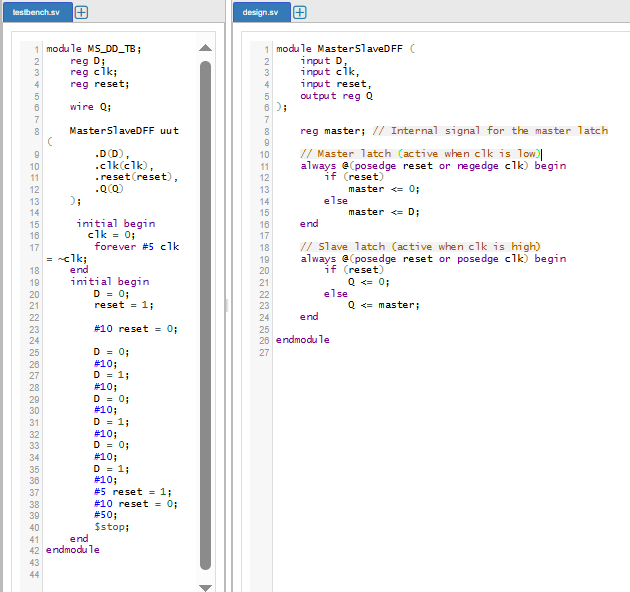 testbench.sv
1 module MS_DD_TB;
2 reg D;
3 reg clk;
4 reg reset;
5
6 wire Q;
7
8 MasterSlaveDFF uut
(
9 .D(D),
10 .clk(clk),
11 .reset(reset),
12 .Q(Q)
13 );
14
15 initial begin
16 clk = 0;
17 forever #5 clk
= ~clk;
18 end
19 initial begin
20 D = 0;
21 reset = 1;
22
23 #10 reset = 0;
24
25 D = 0;
26 #10;
27 D = 1;
28 #10;
29 D = 0;
30 #10;
31 D = 1;
32 #10;
33 D = 0;
34 #10;
35 D = 1;
36 #10;
37 #5 reset = 1;
38 #10 reset = 0;
39 #50;
40 $stop;
41 end
42 endmodule
43
44
design.sv
1 module MasterSlaveDFF (
2 input D,
3 input clk,
4 input reset,
5 output reg Q
6 );
7
8 reg master; // Internal signal for the master latch
9
10 // Master latch (active when clk is low)
11 always @(posedge reset or negedge clk) begin
12 if (reset)
13 master <= 0;
14 else
15 master <= D;
16 end
17
18 // Slave latch (active when clk is high)
19 always @(posedge reset or posedge clk) begin
20 if (reset)
21 Q <= 0;
22 else
23 Q <= master;
24 end
25
26 endmodule
27